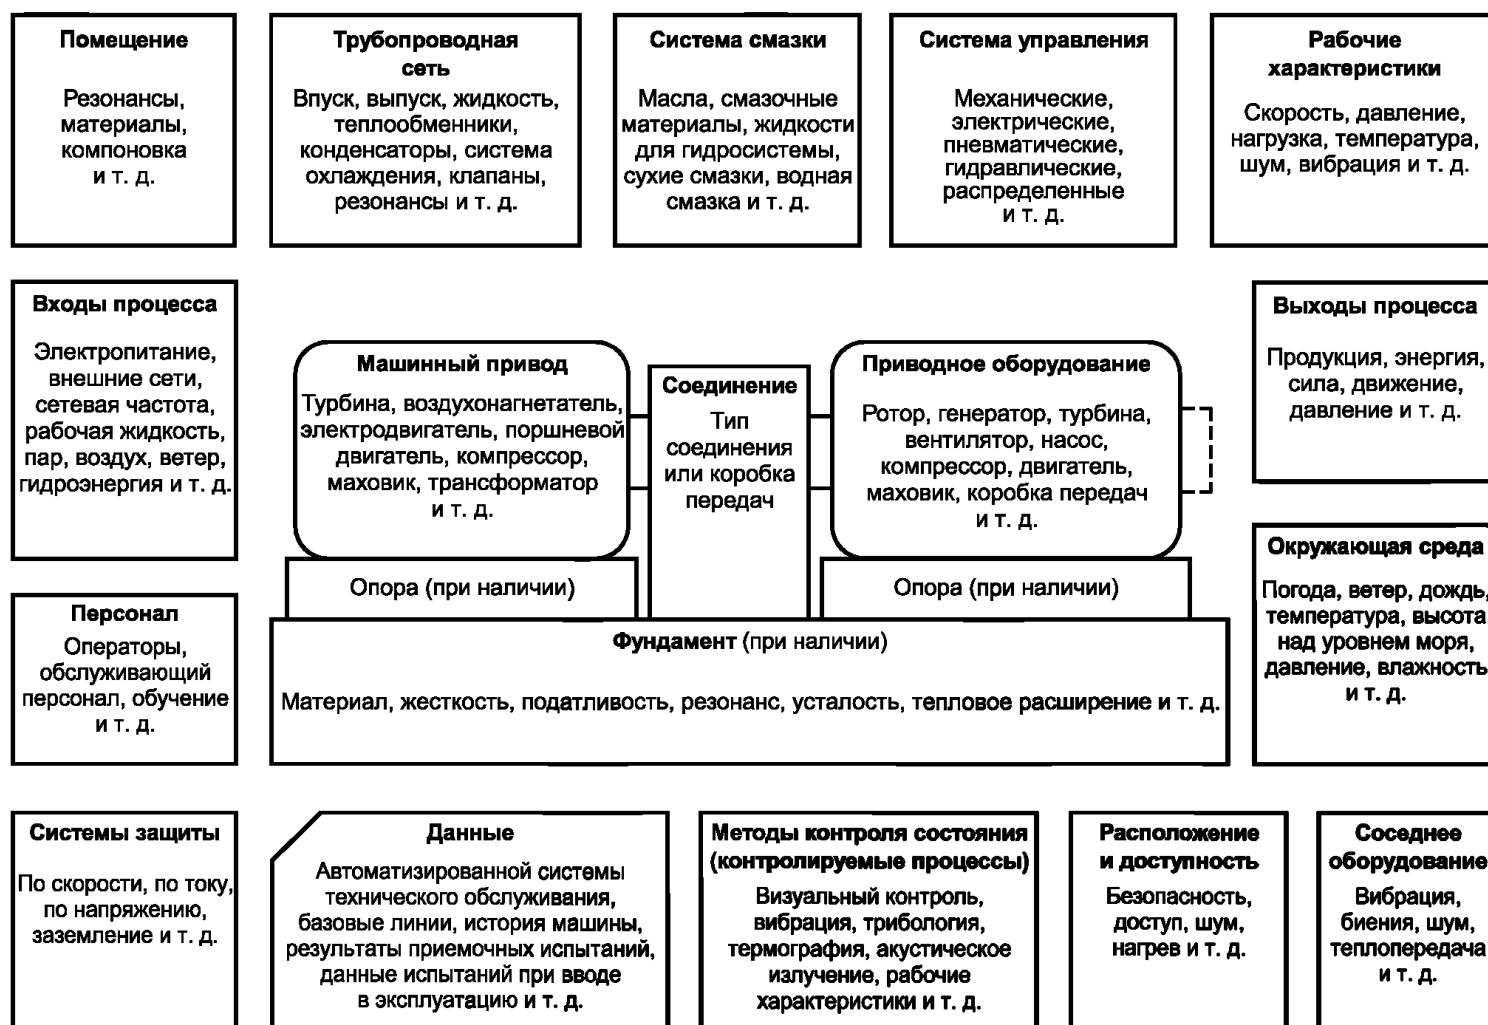 Помещение
Резонансы,
материалы,
компоновка
и т. д.
Трубопроводная
сеть
Впуск, выпуск, жидкость,
теплообменники,
конденсаторы, система
охлаждения, клапаны,
резонансы и т. д.
Система смазки
Масла, смазочные
материалы, жидкости
для гидросистемы,
сухие смазки, водная
смазка и т. д.
Система управления
Механические,
электрические,
пневматические,
гидравлические,
распределенные
и т. д.
Рабочие
характеристики
Скорость, давление,
нагрузка, температура,
шум, вибрация и т. д.
Входы процесса
Электропитание,
внешние сети,
сетевая частота,
рабочая жидкость,
пар, воздух, ветер,
гидроэнергия и т. д.
Машинный привод
Турбина, воздухонагнетатель,
электродвигатель, поршневой
двигатель, компрессор,
маховик, трансформатор
и т. д.
Соединение
Тип
соединения
или коробка
передач
Приводное оборудование
Ротор, генератор, турбина,
вентилятор, насос,
компрессор, двигатель,
маховик, коробка передач
и т. д.
Выходы процесса
Продукция, энергия,
сила, движение,
давление и т. д.
Опора (при наличии)
Опора (при наличии)
Фундамент (при наличии)
Материал, жесткость, податливость, резонанс, усталость, тепловое расширение и т. д.
Персонал
Операторы,
обслуживающий
персонал, обучение
и т. д.
Окружающая среда
Погода, ветер, дождь,
температура, высота
над уровнем моря,
давление, влажность
и т. д.
Системы защиты
По скорости, по току,
по напряжению,
заземление и т. д.
Данные
Автоматизированной системы
технического обслуживания,
базовые линии, история машины,
результаты приемочных испытаний,
данные испытаний при вводе
в эксплуатацию и т. д.
Методы контроля состояния
(контролируемые процессы)
Визуальный контроль,
вибрация, трибология,
термография, акустическое
излучение, рабочие
характеристики и т. д.
Расположение
и доступность
Безопасность,
доступ, шум,
нагрев и т. д.
Соседнее
оборудование
Вибрация,
биения, шум,
теплопередача
и т. д.